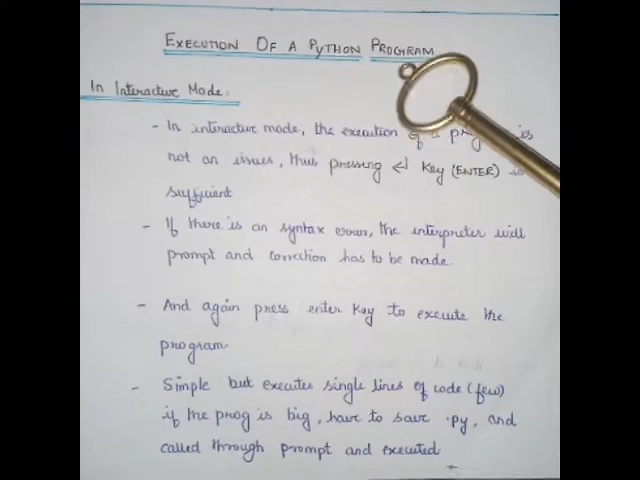 EXECUTION OF A PYTHON PROGRAM
In Interactive Mode:
- In interactive mode, the execution of a is
not an issues, thus pressing ↵ key (ENTER)
sufficient
- If there is an syntax error, the interpreter will
prompt and correction has to be made.
- And again press enter key to execute the
program.
- Simple but executes single lines of code (few)
if the prog is big, have to save .py, and
called through prompt and executed